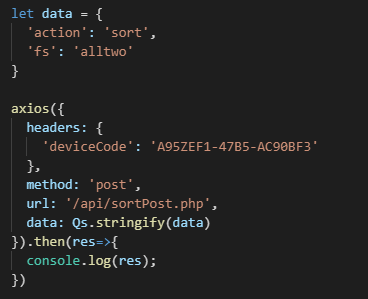 let data = {
  'action': 'sort',
  'fs': 'alltwo'
}

axios({
  headers: {
    'deviceCode': 'A95ZEF1-47B5-AC90BF3'
  },
  method: 'post',
  url: '/api/sortPost.php',
  data: Qs.stringify(data)
}).then(res=>{
  console.log(res);
})